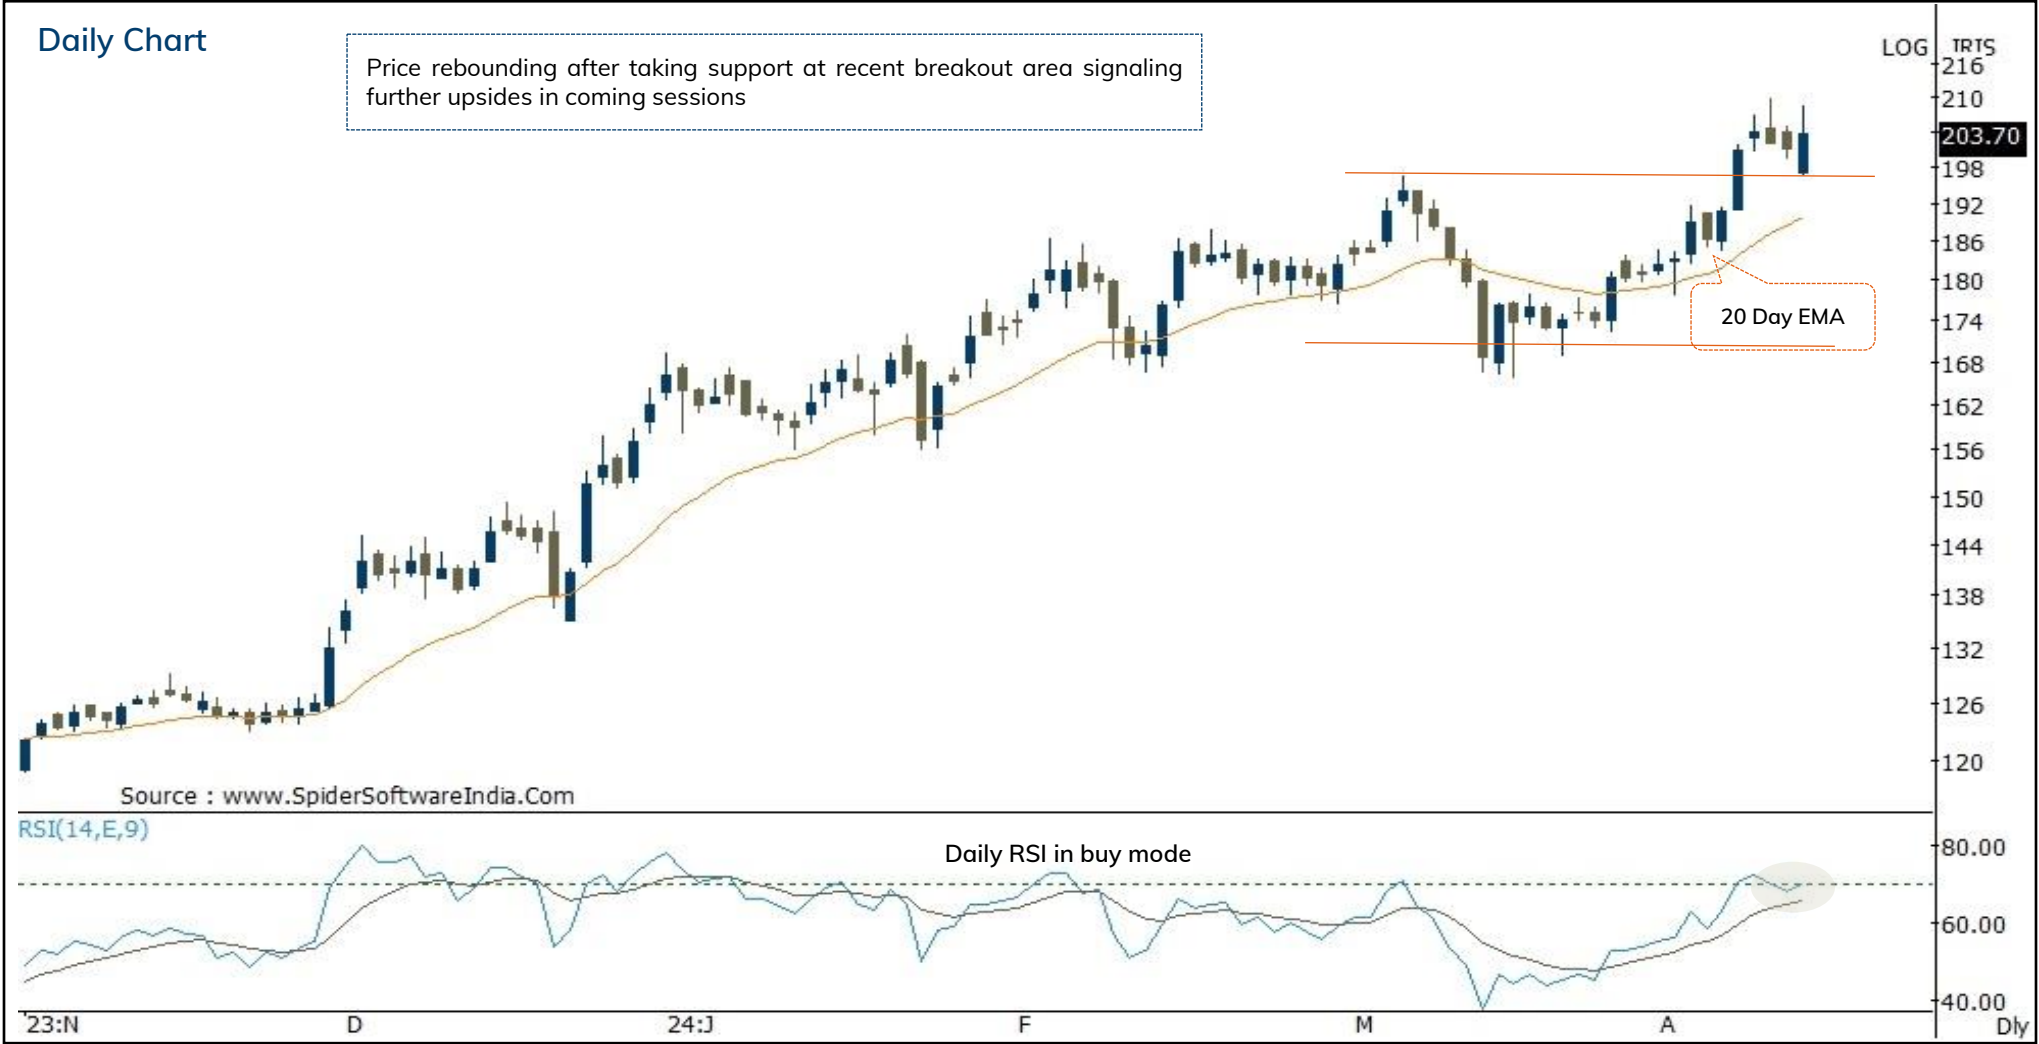 Daily Chart
Price rebounding after taking support at recent breakout area signaling
further upsides in coming sessions
LOG
216
210
203.70
198
192
186
180
174
168
162
156
150
144
138
132
126
120
20 Day EMA
Source : www.SpiderSoftwareIndia.Com
RSI(14,E,9)
Daily RSI in buy mode
80.00
60.00
40.00
'23:N D 24:J F M A Dly